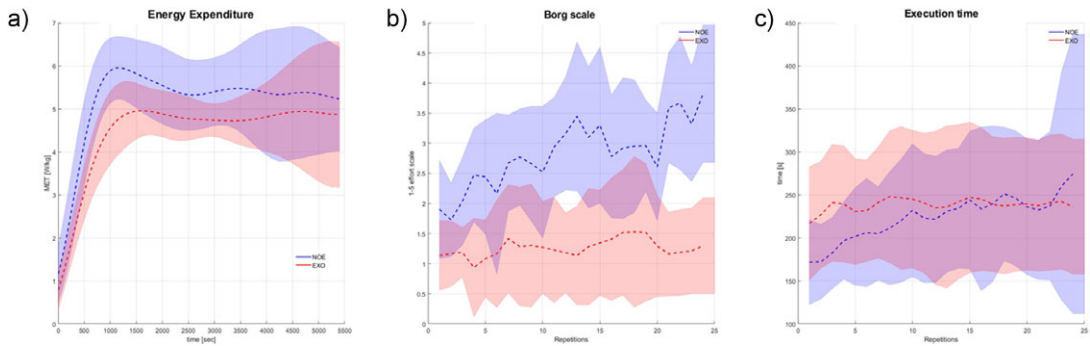 a)
Energy Expenditure
7
6
5
4
3
2
1
0
MET [W/kg]
0 500 1000 1500 2000 2500 3000 3500 4000 4500 5000 5500
time [sec]
NOE
EXO
b)
Borg scale
5
4.5
4
3.5
3
2.5
2
1.5
1
0.5
0
1-5 effort scale
0 5 10 15 20 25
Repetitions
NOE
EXO
c)
Execution time
450
400
350
300
250
200
150
100
time [s]
0 5 10 15 20 25
Repetitions
NOE
EXO